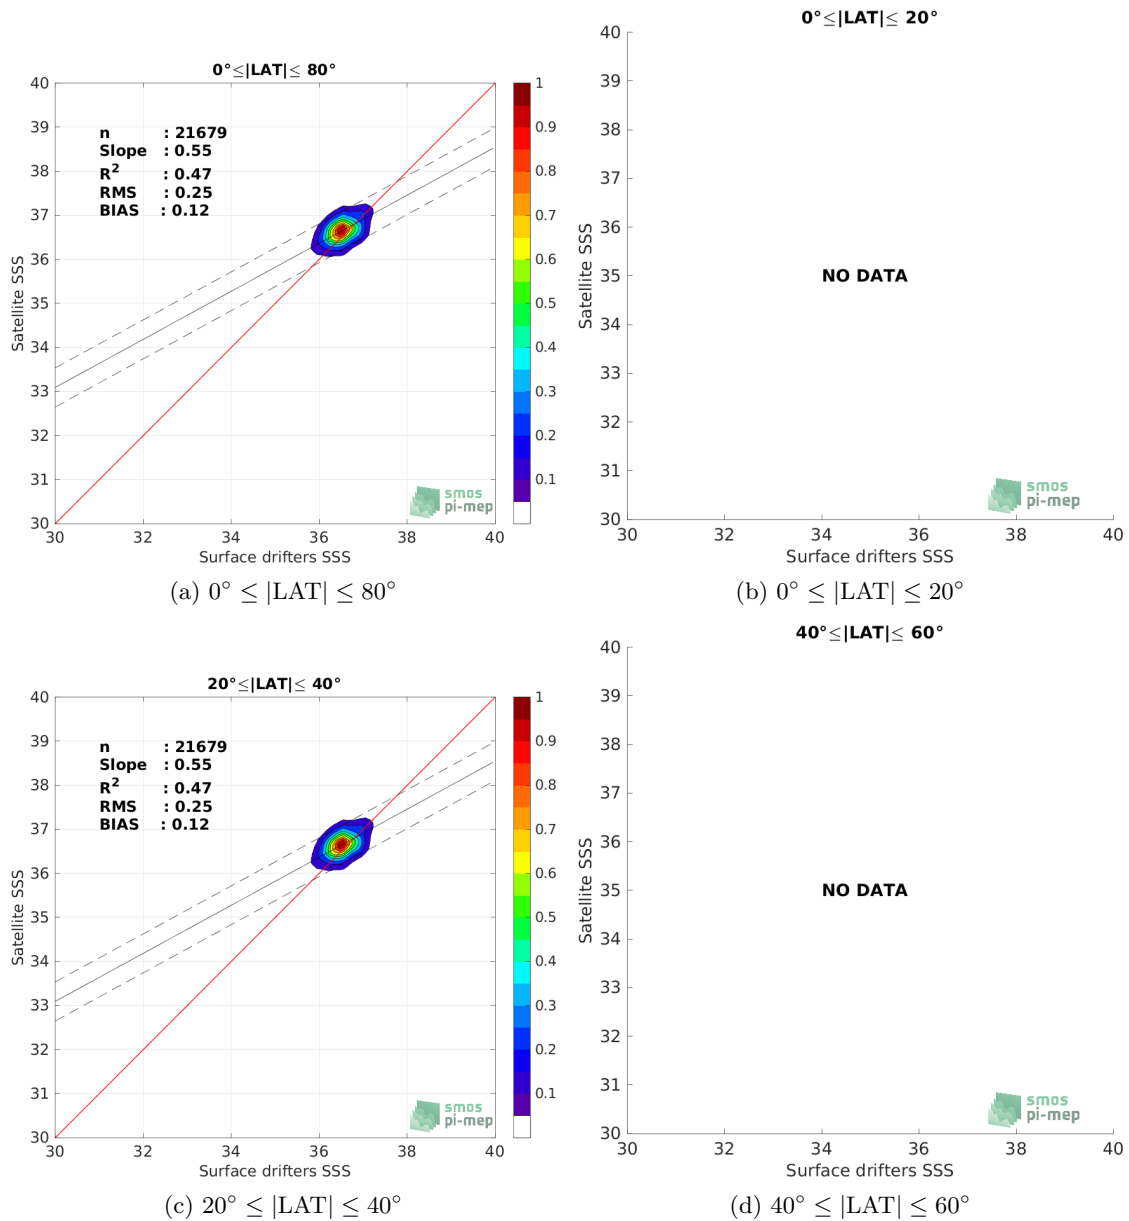 0°≤|LAT|≤ 80°
40
39
38
37
36
35
34
33
32
31
30
Satellite SSS
n : 21679
Slope : 0.55
R² : 0.47
RMS : 0.25
BIAS : 0.12
1
0.9
0.8
0.7
0.6
0.5
0.4
0.3
0.2
0.1
smos
pi-mep
30 32 34 36 38 40
Surface drifters SSS
(a) 0° ≤ |LAT| ≤ 80°
0°≤|LAT|≤ 20°
40
39
38
37
36
35
34
33
32
31
30
Satellite SSS
NO DATA
smos
pi-mep
30 32 34 36 38 40
Surface drifters SSS
(b) 0° ≤ |LAT| ≤ 20°
20°≤|LAT|≤ 40°
40
39
38
37
36
35
34
33
32
31
30
Satellite SSS
n : 21679
Slope : 0.55
R² : 0.47
RMS : 0.25
BIAS : 0.12
1
0.9
0.8
0.7
0.6
0.5
0.4
0.3
0.2
0.1
smos
pi-mep
30 32 34 36 38 40
Surface drifters SSS
(c) 20° ≤ |LAT| ≤ 40°
40°≤|LAT|≤ 60°
40
39
38
37
36
35
34
33
32
31
30
Satellite SSS
NO DATA
smos
pi-mep
30 32 34 36 38 40
Surface drifters SSS
(d) 40° ≤ |LAT| ≤ 60°